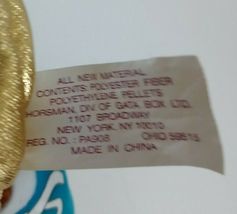 ALL NEW MATERIAL
CONTENTS: POLYESTER FIBER
POLYETHYLENE PELLETS
HORSMAN, DIV OF GATA BOX LTD.
1107 BROADWAY
NEW YORK, NY 10010
REG. NO.: PA908 OHIO 59815
MADE IN CHINA